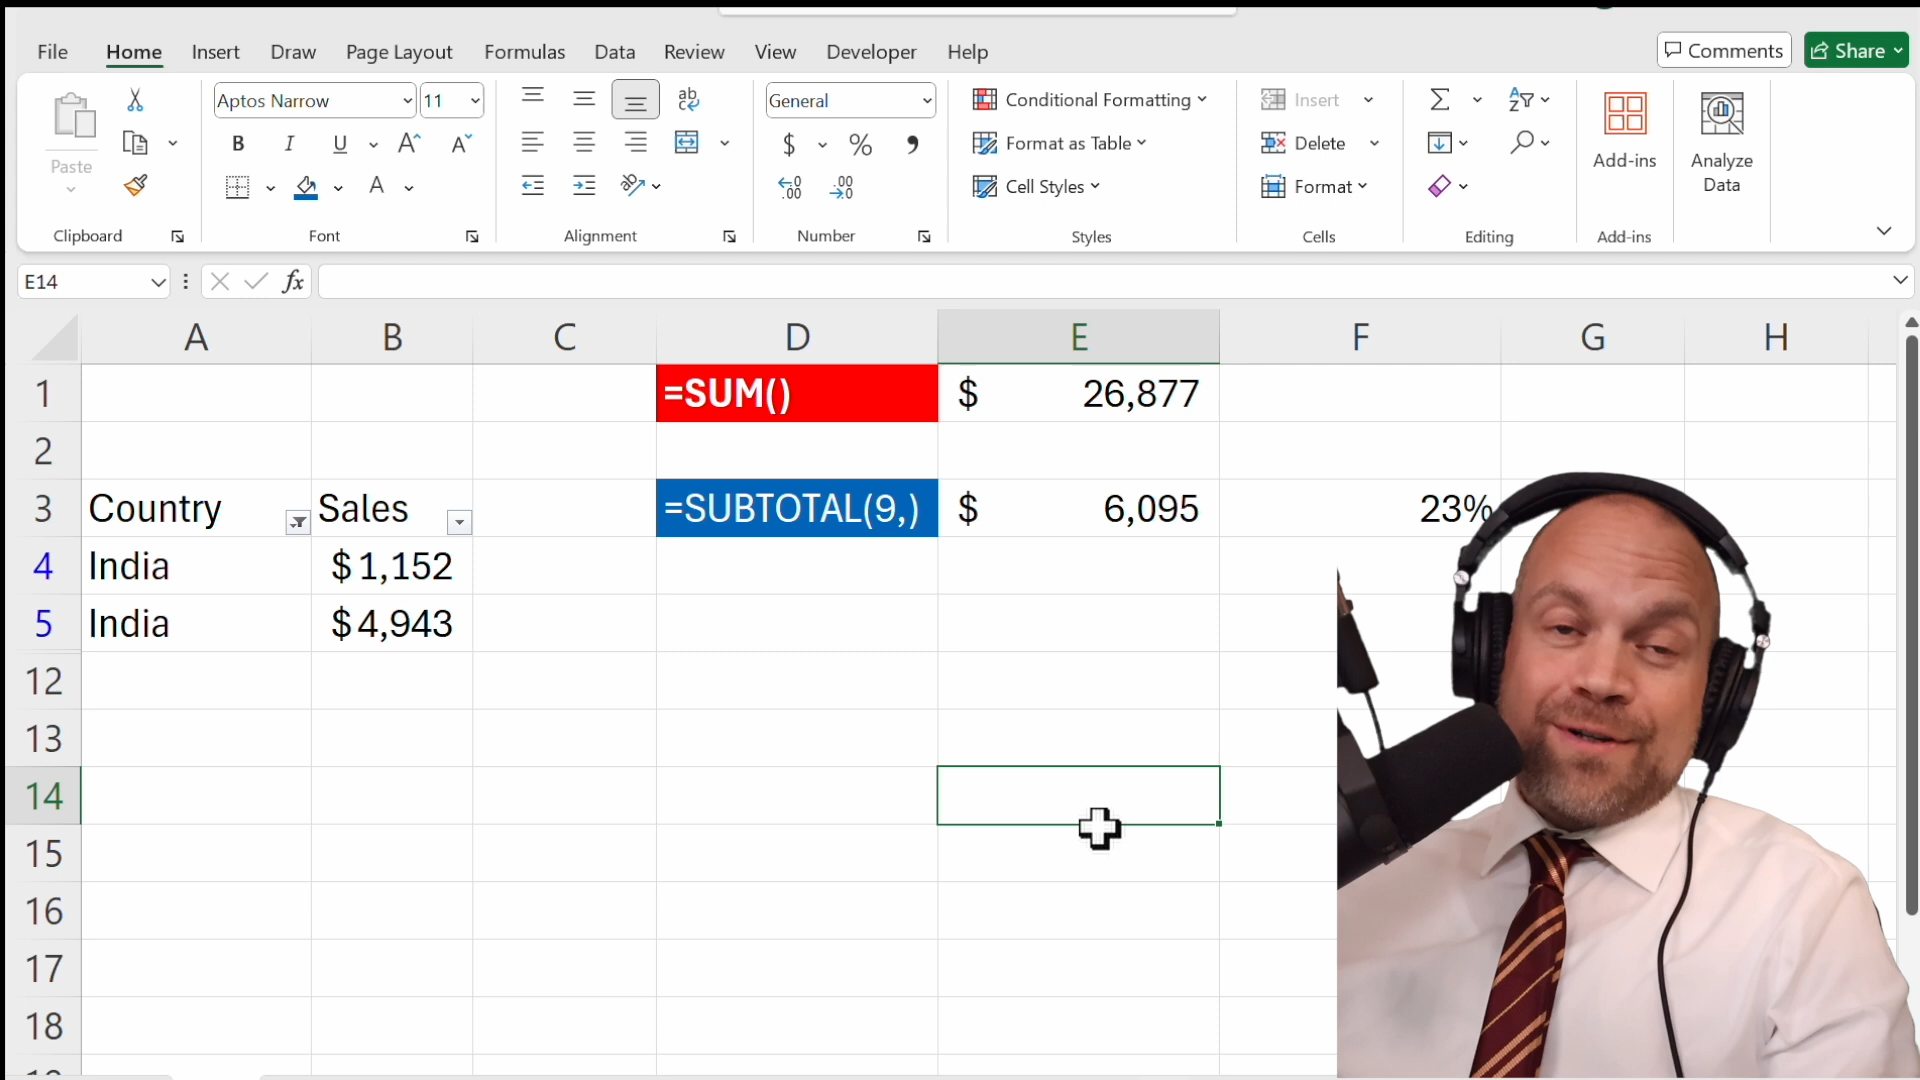 File Home Insert Draw Page Layout Formulas Data Review View Developer Help Comments Share
Paste
Clipboard
Aptos Narrow 11
B I U A A
A
Font
ab
Alignment
General
$ % ,
.00 .00
Number
Conditional Formatting
Format as Table
Cell Styles
Styles
Insert
Delete
Format
Cells
Editing
Add-ins
Add-ins
Analyze
Data
E14 fx
A B C D E F G H
1 =SUM() $ 26,877
2
3 Country Sales =SUBTOTAL(9,) $ 6,095 23%
4 India $ 1,152
5 India $ 4,943
12
13
14
15
16
17
18